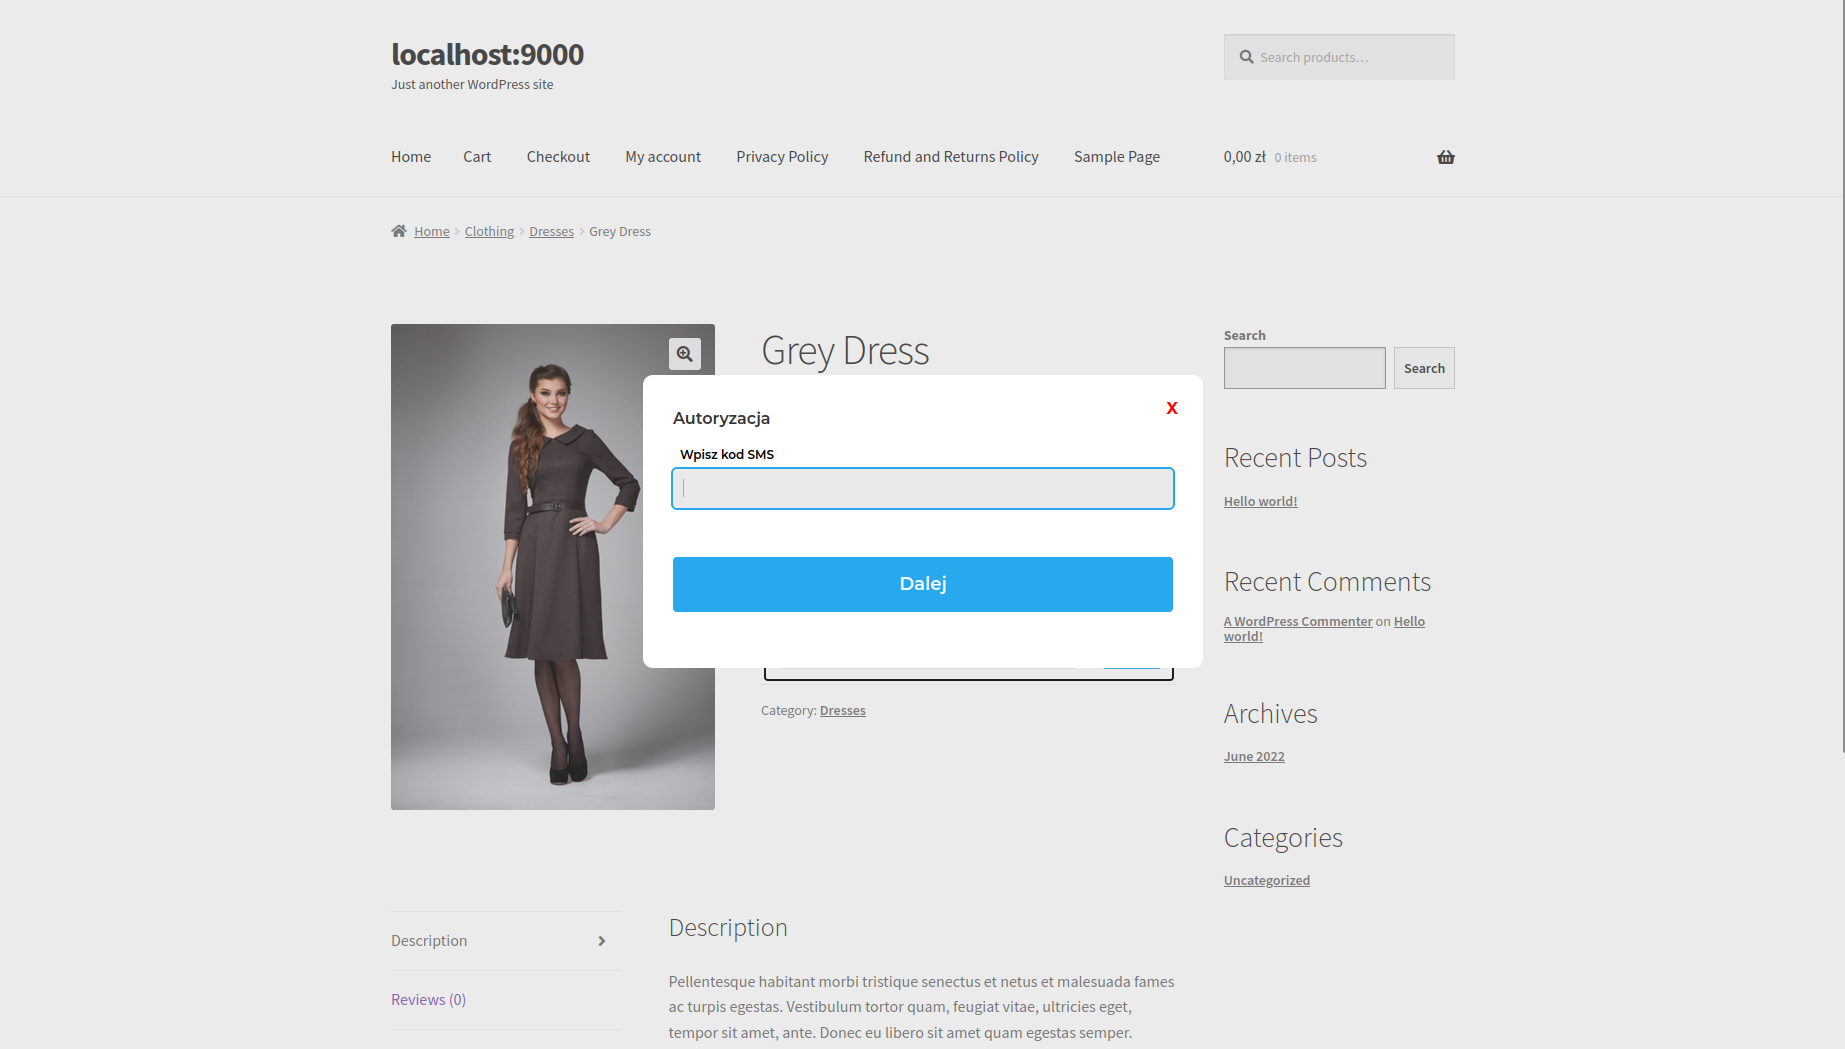 localhost:9000
Just another WordPress site
Search products…
Home Cart Checkout My account Privacy Policy Refund and Returns Policy Sample Page 0,00 zł 0 items
Home Clothing Dresses Grey Dress
Grey Dress
Autoryzacja
X
Wpisz kod SMS
Dalej
Category: Dresses
Search
Search
Recent Posts
Hello world!
Recent Comments
A WordPress Commenter on Hello
world!
Archives
June 2022
Categories
Uncategorized
Description
Reviews (0)
Description
Pellentesque habitant morbi tristique senectus et netus et malesuada fames
ac turpis egestas. Vestibulum tortor quam, feugiat vitae, ultricies eget,
tempor sit amet, ante. Donec eu libero sit amet quam egestas semper.